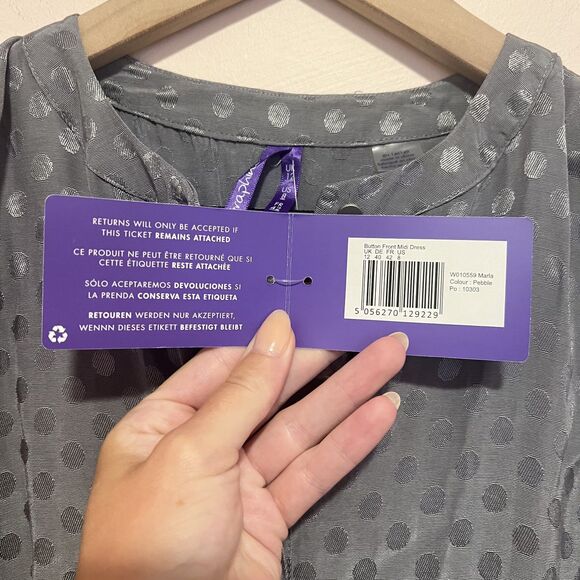 RETURNS WILL ONLY BE ACCEPTED IF
THIS TICKET REMAINS ATTACHED
CE PRODUIT NE PEUT ÊTRE RETOURNÉ QUE SI
CETTE ÉTIQUETTE RESTE ATTACHÉE
SÓLO ACEPTAREMOS DEVOLUCIONES SI
LA PRENDA CONSERVA ESTA ETIQUETA
RETOUREN WERDEN NUR AKZEPTIERT,
WENNN DIESES ETIKETT BEFESTIGT BLEIBT
Button Front Midi Dress
UK DE FR US
12 40 42 8
W010559 Marla
Colour : Pebble
Po : 10303
5 056270 129229
UK
12
US